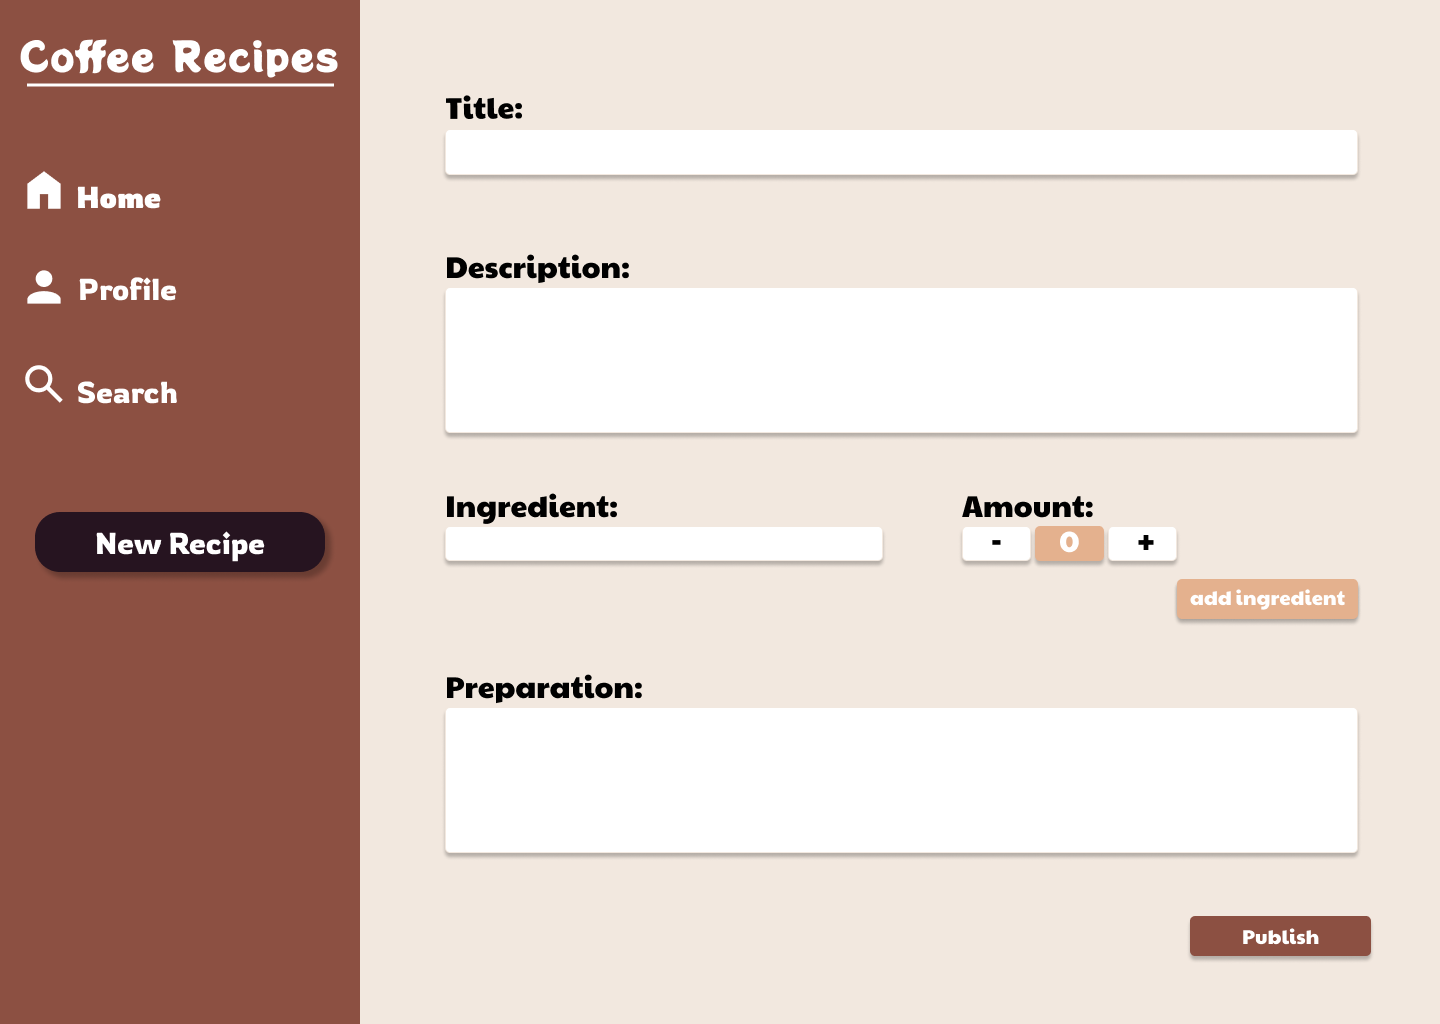 Coffee Recipes
Home
Profile
Search
New Recipe
Title:
Description:
Ingredient:
Amount:
- 0 +
add ingredient
Preparation:
Publish